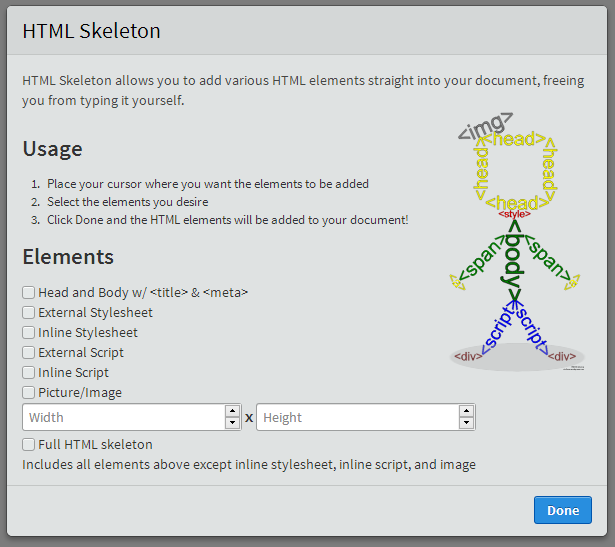 HTML Skeleton
HTML Skeleton allows you to add various HTML elements straight into your document, freeing
you from typing it yourself.
Usage
1. Place your cursor where you want the elements to be added
2. Select the elements you desire
3. Click Done and the HTML elements will be added to your document!
<img>
<head>
<head>
<head>
<head>
<style>
<body>
<span>
<span>
<script>
<script>
<div>
<div>
Elements
Head and Body w/ <title> & <meta>
External Stylesheet
Inline Stylesheet
External Script
Inline Script
Picture/Image
Width x Height
Full HTML skeleton
Includes all elements above except inline stylesheet, inline script, and image
Done